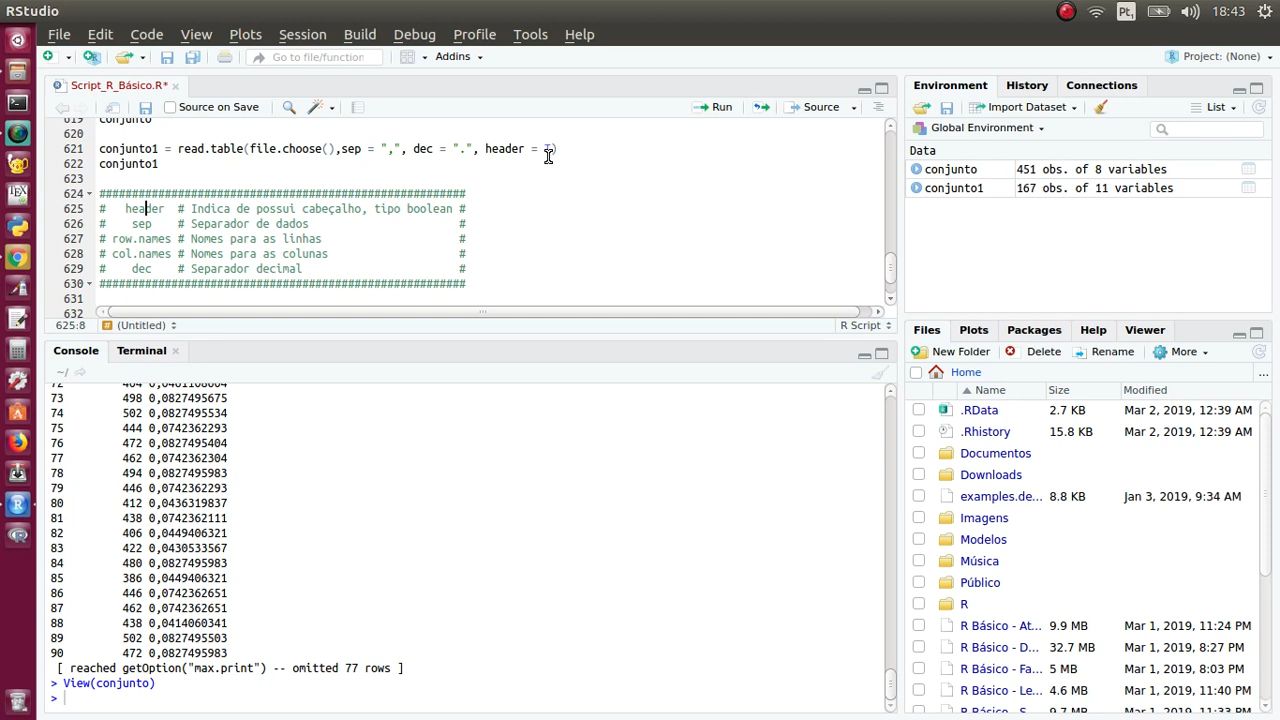 RStudio
Pt,
18:43
File Edit Code View Plots Session Build Debug Profile Tools Help
Go to file/function
Addins
Project: (None)
Script_R_Básico.R*
Source on Save
Run
Source
619 conjunto
620
621 conjunto1 = read.table(file.choose(),sep = ",", dec = ".", header = )
622 conjunto1
623
624 ########################################################
625 #   header  # Indica de possui cabeçalho, tipo boolean #
626 #    sep    # Separador de dados                       #
627 # row.names # Nomes para as linhas                     #
628 # col.names # Nomes para as colunas                    #
629 #    dec    # Separador decimal                        #
630 ########################################################
631
632
625:8 (Untitled) R Script
Console Terminal
~/
73 498 0,0827495675
74 502 0,0827495534
75 444 0,0742362293
76 472 0,0827495404
77 462 0,0742362304
78 494 0,0827495983
79 446 0,0742362293
80 412 0,0436319837
81 438 0,0742362111
82 406 0,0449406321
83 422 0,0430533567
84 480 0,0827495983
85 386 0,0449406321
86 446 0,0742362651
87 462 0,0742362651
88 438 0,0414060341
89 502 0,0827495503
90 472 0,0827495983
[ reached getOption("max.print") -- omitted 77 rows ]
> View(conjunto)
>
Environment History Connections
Import Dataset
List
Global Environment
Data
conjunto 451 obs. of 8 variables
conjunto1 167 obs. of 11 variables
Files Plots Packages Help Viewer
New Folder Delete Rename More
Home
...
Name Size Modified
.RData 2.7 KB Mar 2, 2019, 12:39 AM
.Rhistory 15.8 KB Mar 2, 2019, 12:39 AM
Documentos
Downloads
examples.de... 8.8 KB Jan 3, 2019, 9:34 AM
Imagens
Modelos
Música
Público
R
R Básico - At... 9.9 MB Mar 1, 2019, 11:24 PM
R Básico - D... 32.7 MB Mar 1, 2019, 8:27 PM
R Básico - Fa... 5 MB Mar 1, 2019, 8:03 PM
R Básico - Le... 4.6 MB Mar 1, 2019, 11:40 PM
R Básico - S... 9.7 MB Mar 1, 2019, 11:33 PM